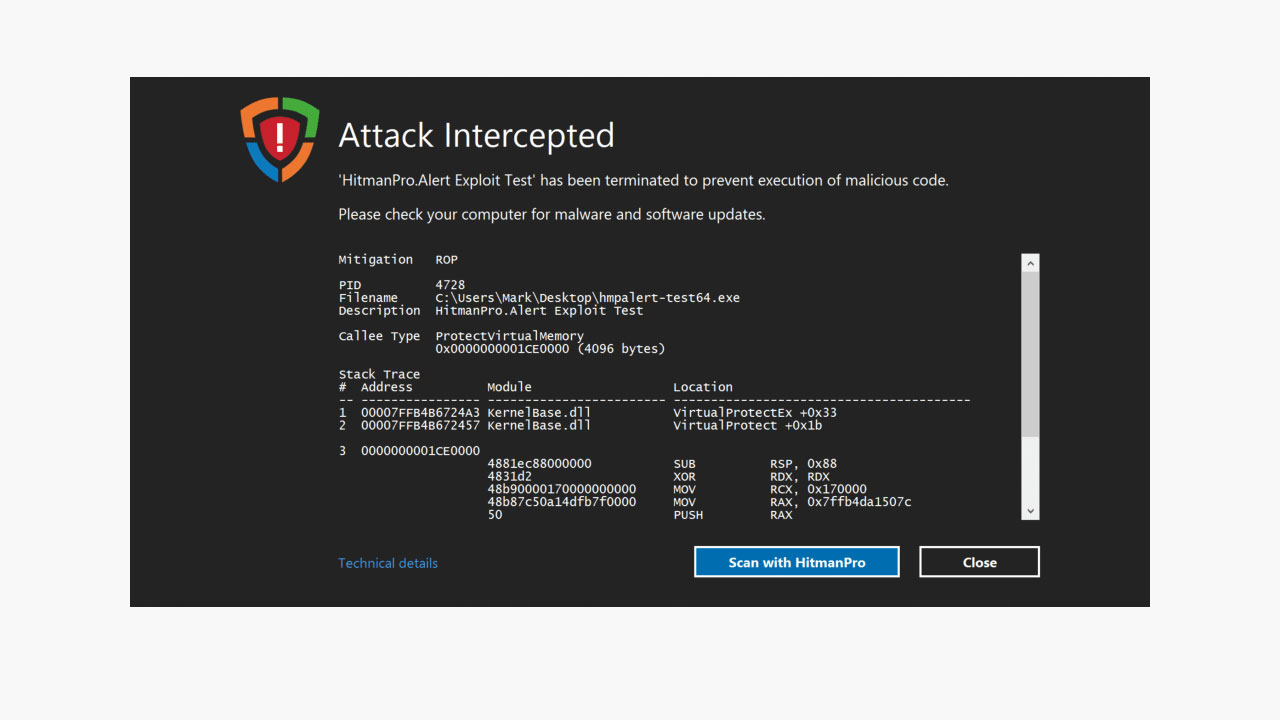 !
Attack Intercepted
'HitmanPro.Alert Exploit Test' has been terminated to prevent execution of malicious code.
Please check your computer for malware and software updates.
Mitigation ROP
PID 4728
Filename C:\Users\Mark\Desktop\hmpalert-test64.exe
Description HitmanPro.Alert Exploit Test
Callee Type ProtectVirtualMemory
0x0000000001CE0000 (4096 bytes)
Stack Trace
# Address Module Location
-- ---------------- ------------------------ ----------------------------------------
1 00007FFB4B6724A3 KernelBase.dll VirtualProtectEx +0x33
2 00007FFB4B672457 KernelBase.dll VirtualProtect +0x1b
3 0000000001CE0000
4881ec88000000 SUB RSP, 0x88
4831d2 XOR RDX, RDX
48b90000170000000000 MOV RCX, 0x170000
48b87c50a14dfb7f0000 MOV RAX, 0x7ffb4da1507c
50 PUSH RAX
Technical details Scan with HitmanPro Close